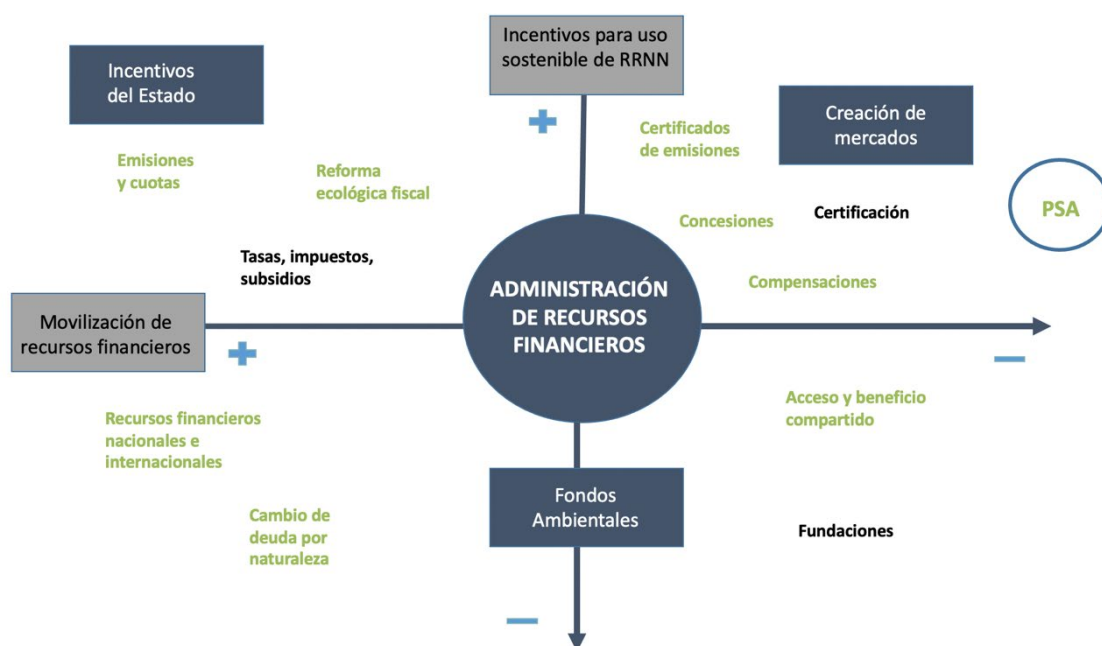 Incentivos para uso
sostenible de RRNN
Incentivos
del Estado
Creación de
mercados
Certificados
de emisiones
Emisiones
y cuotas
Reforma
ecológica fiscal
PSA
Concesiones
Certificación
Tasas, impuestos,
subsidios
Compensaciones
ADMINISTRACIÓN
DE RECURSOS
FINANCIEROS
Movilización de
recursos financieros
Acceso y beneficio
compartido
Recursos financieros
nacionales e
internacionales
Fondos
Ambientales
Cambio de
deuda por
naturaleza
Fundaciones